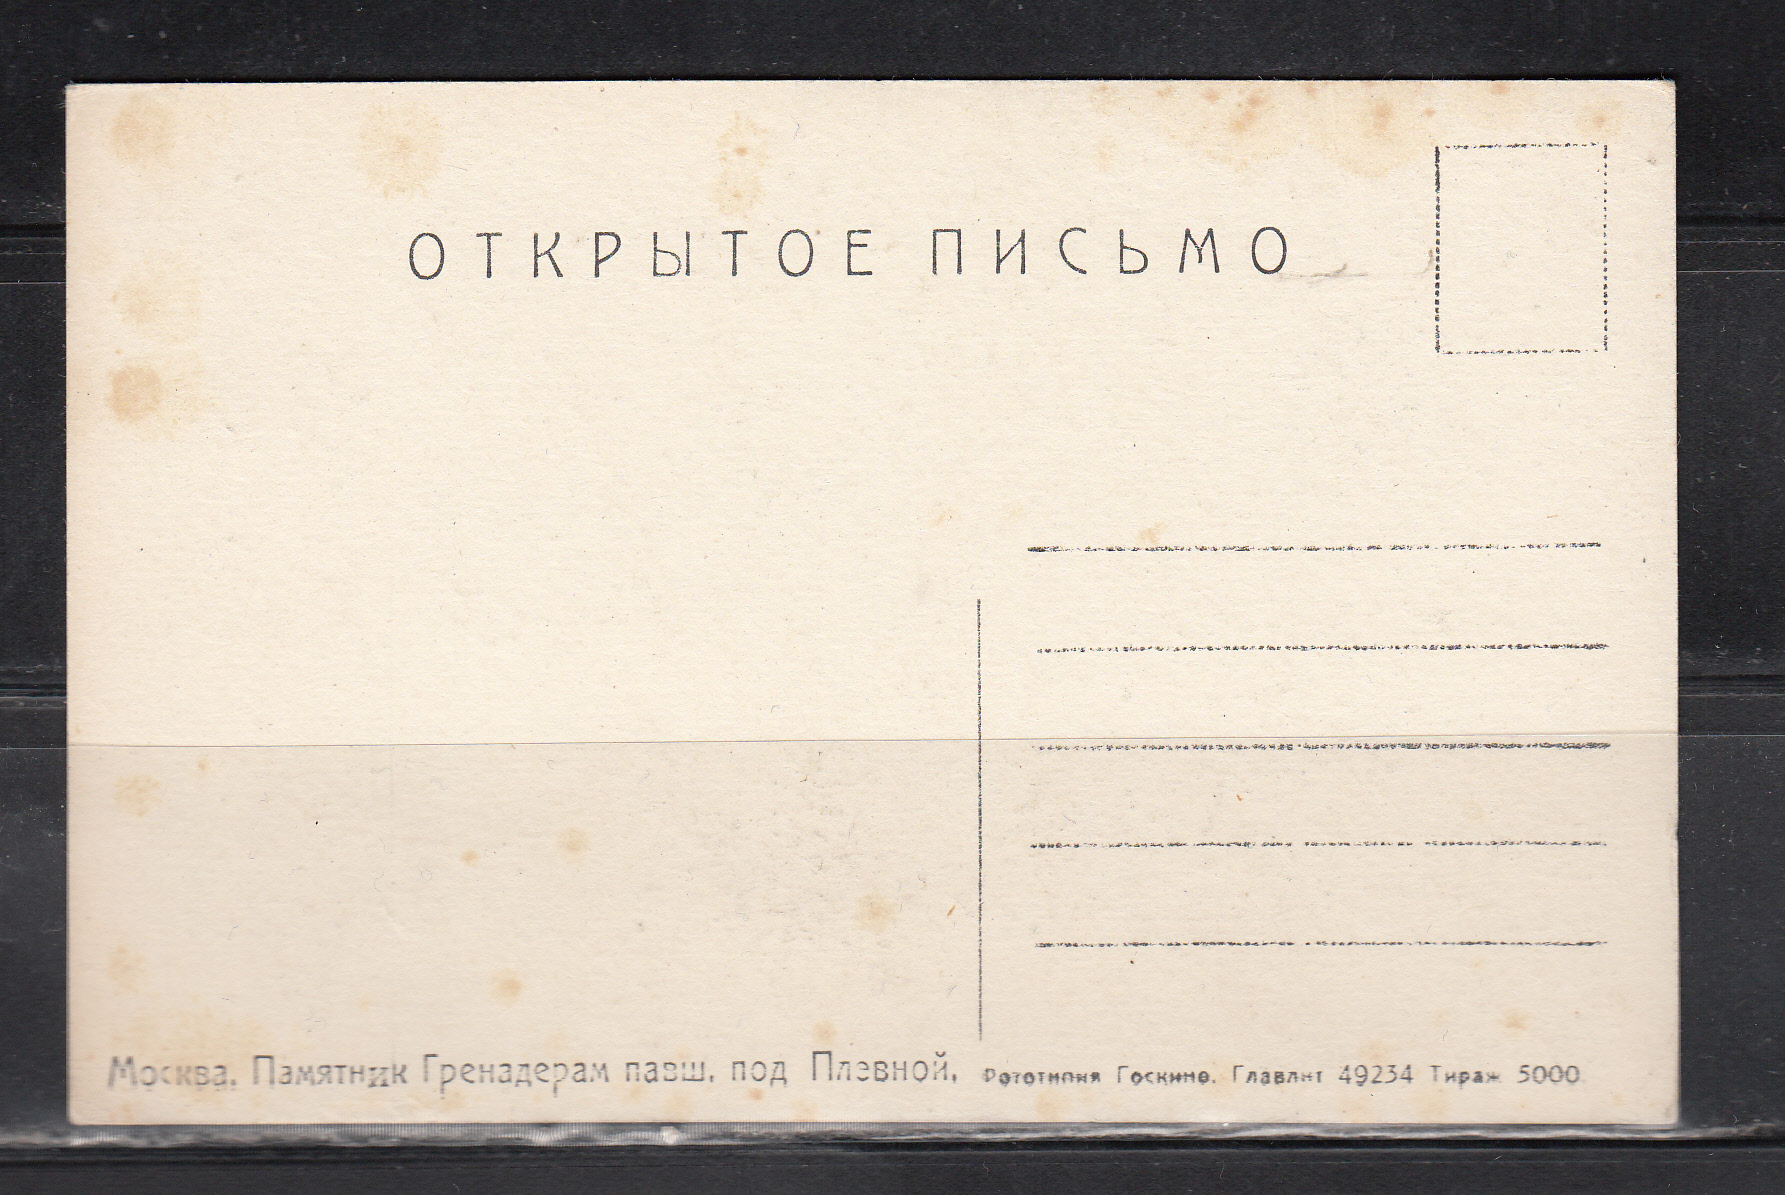 ОТКРЫТОЕ ПИСЬМО
Москва. Памятник Гренадерам павш. под Плевной. Фототипия Госкино. Главлит 49234 Тираж 5000